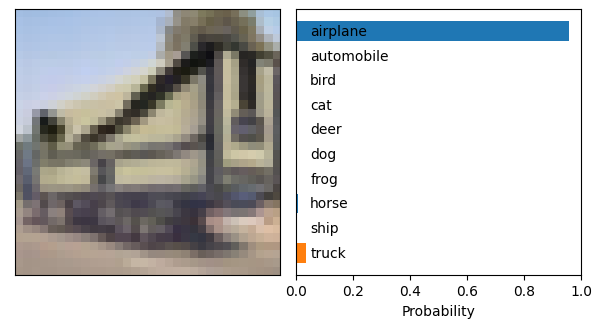 airplane
automobile
bird
cat
deer
dog
frog
horse
ship
truck
0.0 0.2 0.4 0.6 0.8 1.0
Probability